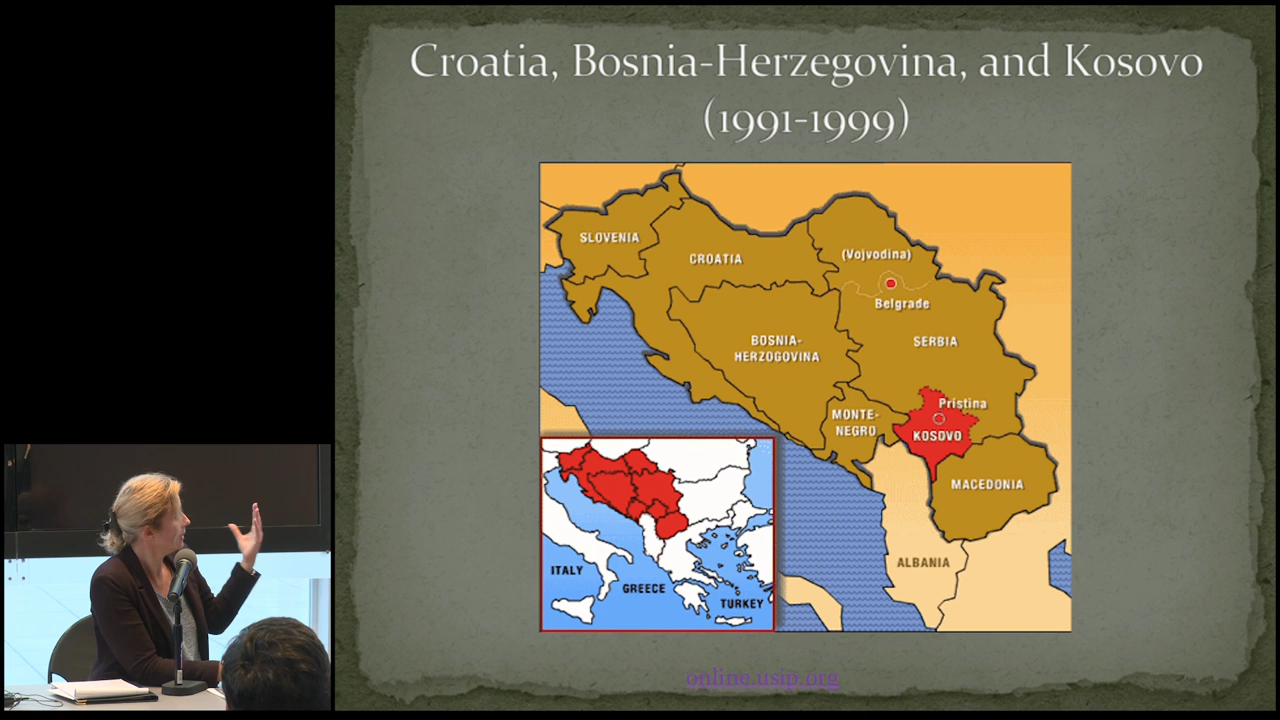 Croatia, Bosnia-Herzegovina, and Kosovo
(1991-1999)
SLOVENIA
CROATIA
(Vojvodina)
Belgrade
BOSNIA-
HERZOGOVINA
SERBIA
Pristina
MONTE-
NEGRO
KOSOVO
MACEDONIA
ALBANIA
ITALY
GREECE
TURKEY
online.usip.org